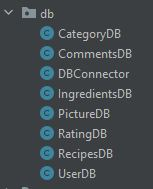 db
CategoryDB
CommentsDB
DBConnector
IngredientsDB
PictureDB
RatingDB
RecipesDB
UserDB